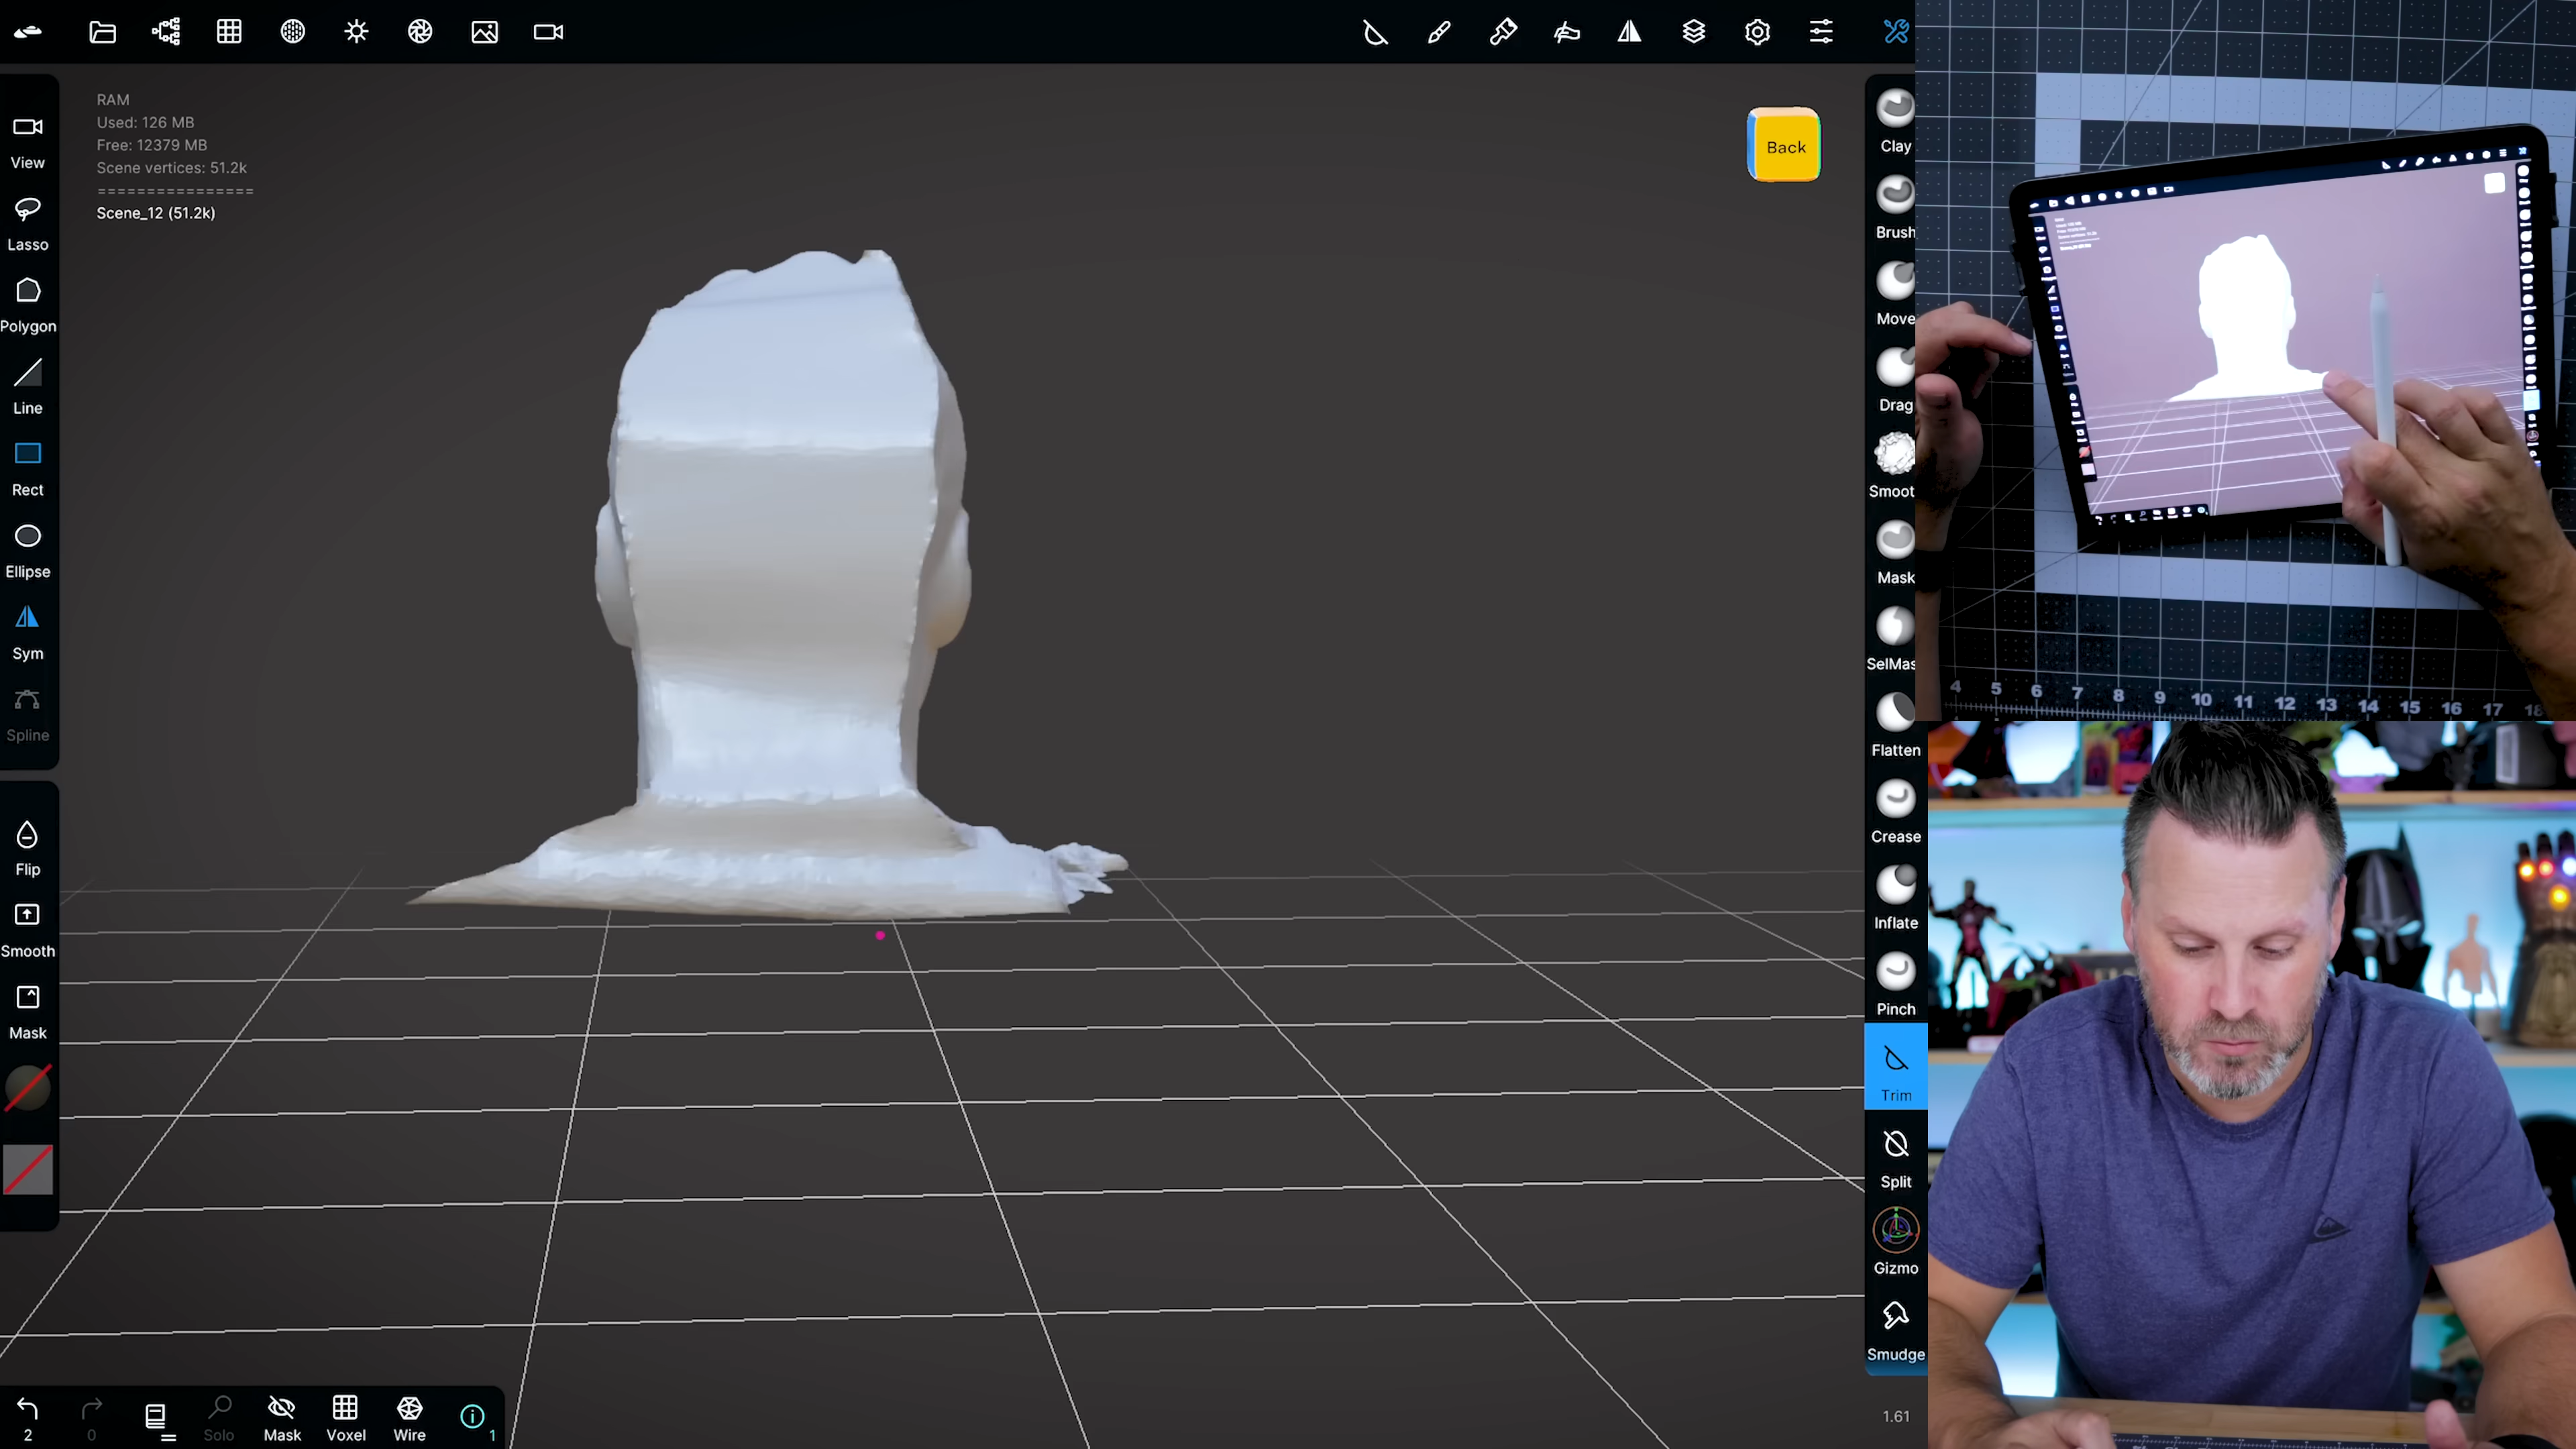 RAM
Used: 126 MB
Free: 12379 MB
Scene vertices: 51.2k
================
Scene_12 (51.2k)
Back
View
Lasso
Polygon
Line
Rect
Ellipse
Sym
Spline
Flip
Smooth
Mask
Clay
Brush
Move
Drag
Smoot
Mask
SelMas
Flatten
Crease
Inflate
Pinch
Trim
Split
Gizmo
Smudge
1.61
2
0
Solo
Mask
Voxel
Wire
1
4 5 6 7 8 9 10 11 12 13 14 15 16 17 18